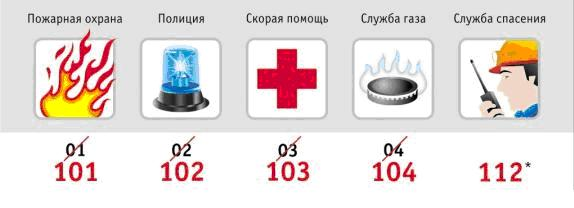 Пожарная охрана Полиция Скорая помощь Служба газа Служба спасения
01 02 03 04
101 102 103 104 112*